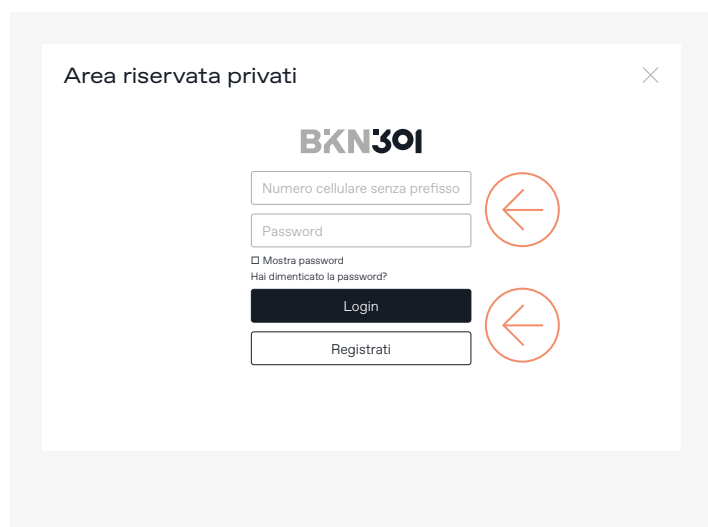 Area riservata privati
BKN301
Numero cellulare senza prefisso
Password
Mostra password
Hai dimenticato la password?
Login
Registrati